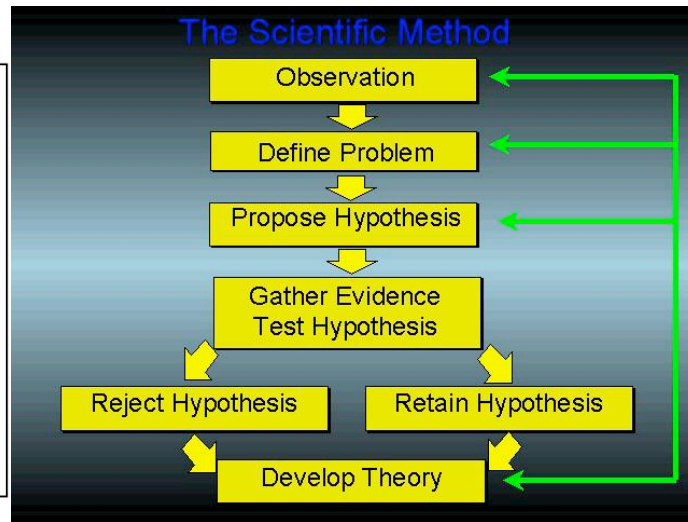 The Scientific Method
Observation
Define Problem
Propose Hypothesis
Gather Evidence
Test Hypothesis
Reject Hypothesis
Retain Hypothesis
Develop Theory